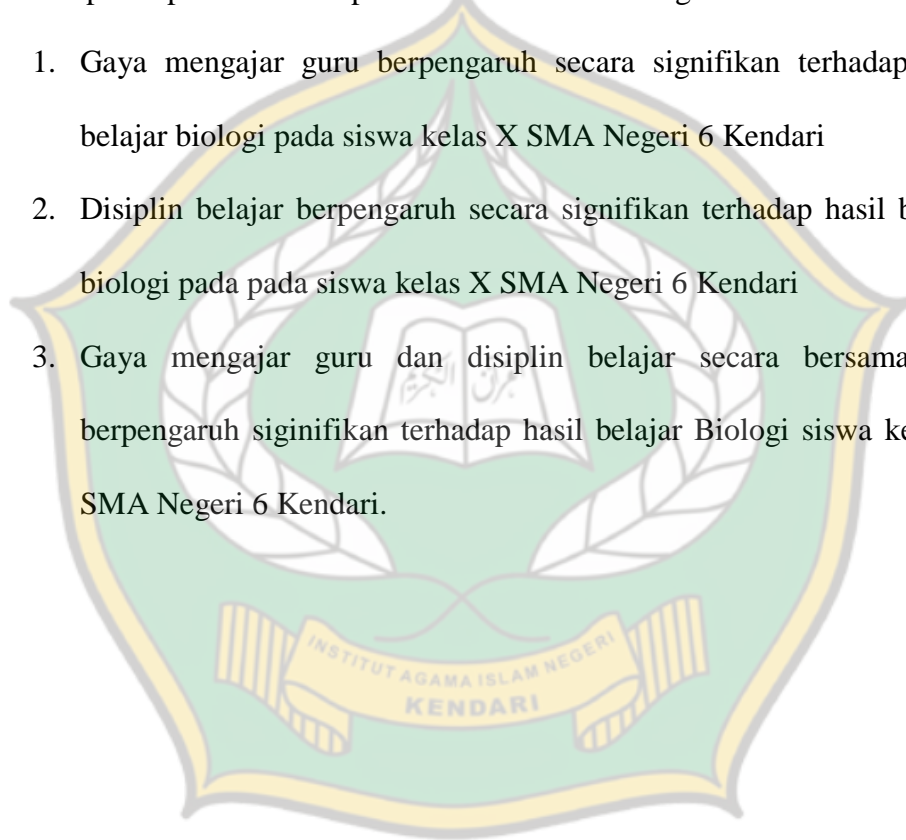 1. Gaya mengajar guru berpengaruh secara signifikan terhadap
belajar biologi pada siswa kelas X SMA Negeri 6 Kendari
2. Disiplin belajar berpengaruh secara signifikan terhadap hasil b
biologi pada pada siswa kelas X SMA Negeri 6 Kendari
3. Gaya mengajar guru dan disiplin belajar secara bersama
berpengaruh siginifikan terhadap hasil belajar Biologi siswa ke
SMA Negeri 6 Kendari.
INSTITUT AGAMA ISLAM NEGERI
KENDARI